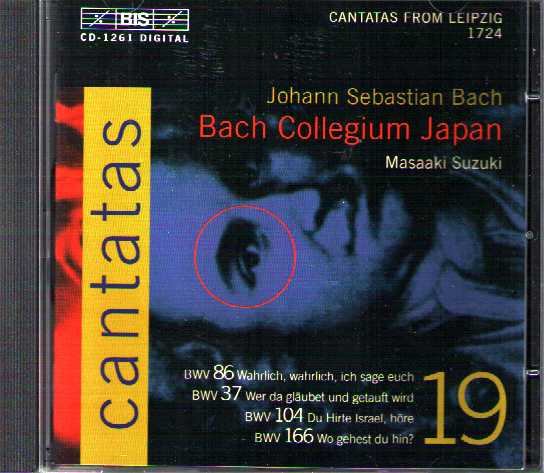 BIS
CD-1261 DIGITAL
CANTATAS FROM LEIPZIG
1724
Johann Sebastian Bach
Bach Collegium Japan
Masaaki Suzuki
cantatas
BWV 86 Wahrlich, wahrlich, ich sage euch
BWV 37 Wer da gläubet und getauft wird
BWV 104 Du Hirte Israel, höre
BWV 166 Wo gehest du hin?
19